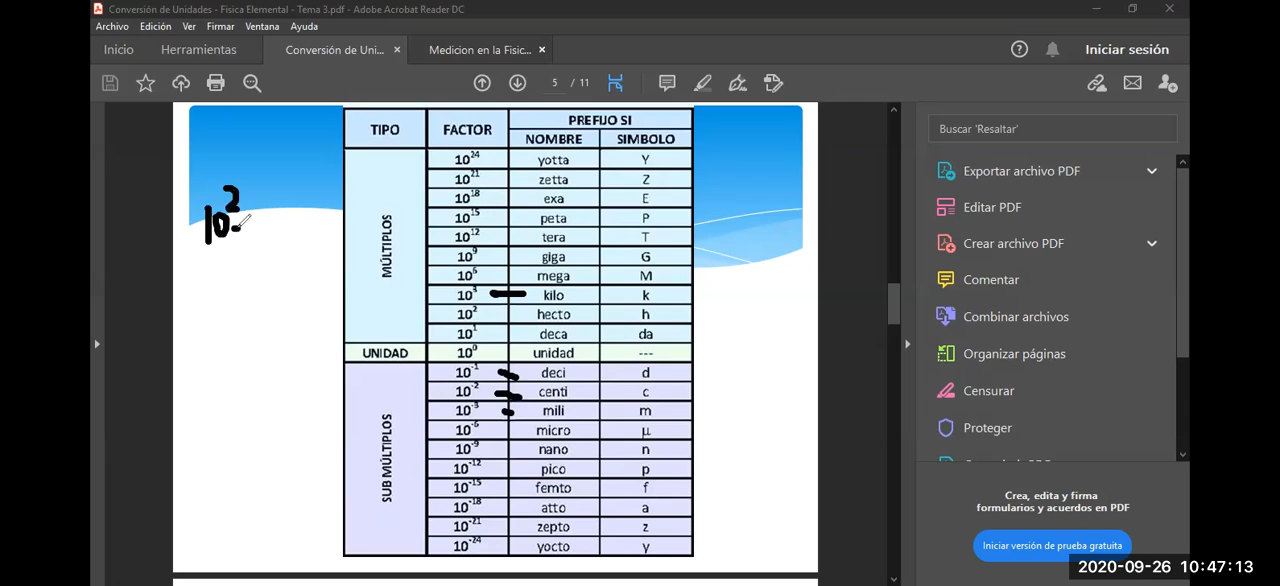 Conversión de Unidades - Fisica Elemental - Tema 3.pdf - Adobe Acrobat Reader DC
Archivo Edición Ver Firmar Ventana Ayuda
Inicio Herramientas Conversión de Uni... × Medicion en la Fisic... × Iniciar sesión
5 / 11
TIPO FACTOR PREFIJO SI
NOMBRE SIMBOLO
MÚLTIPLOS
10²⁴ yotta Y
10²¹ zetta Z
10¹⁸ exa E
10¹⁵ peta P
10¹² tera T
10⁹ giga G
10⁶ mega M
10³ kilo k
10² hecto h
10¹ deca da
UNIDAD 10⁰ unidad ---
SUB MÚLTIPLOS
10⁻¹ deci d
10⁻² centi c
10⁻³ mili m
10⁻⁶ micro µ
10⁻⁹ nano n
10⁻¹² pico p
10⁻¹⁵ femto f
10⁻¹⁸ atto a
10⁻²¹ zepto z
10⁻²⁴ yocto y
10²
Buscar 'Resaltar'
Exportar archivo PDF
Editar PDF
Crear archivo PDF
Comentar
Combinar archivos
Organizar páginas
Censurar
Proteger
Crea, edita y firma
formularios y acuerdos en PDF
Iniciar versión de prueba gratuita
2020-09-26 10:47:13